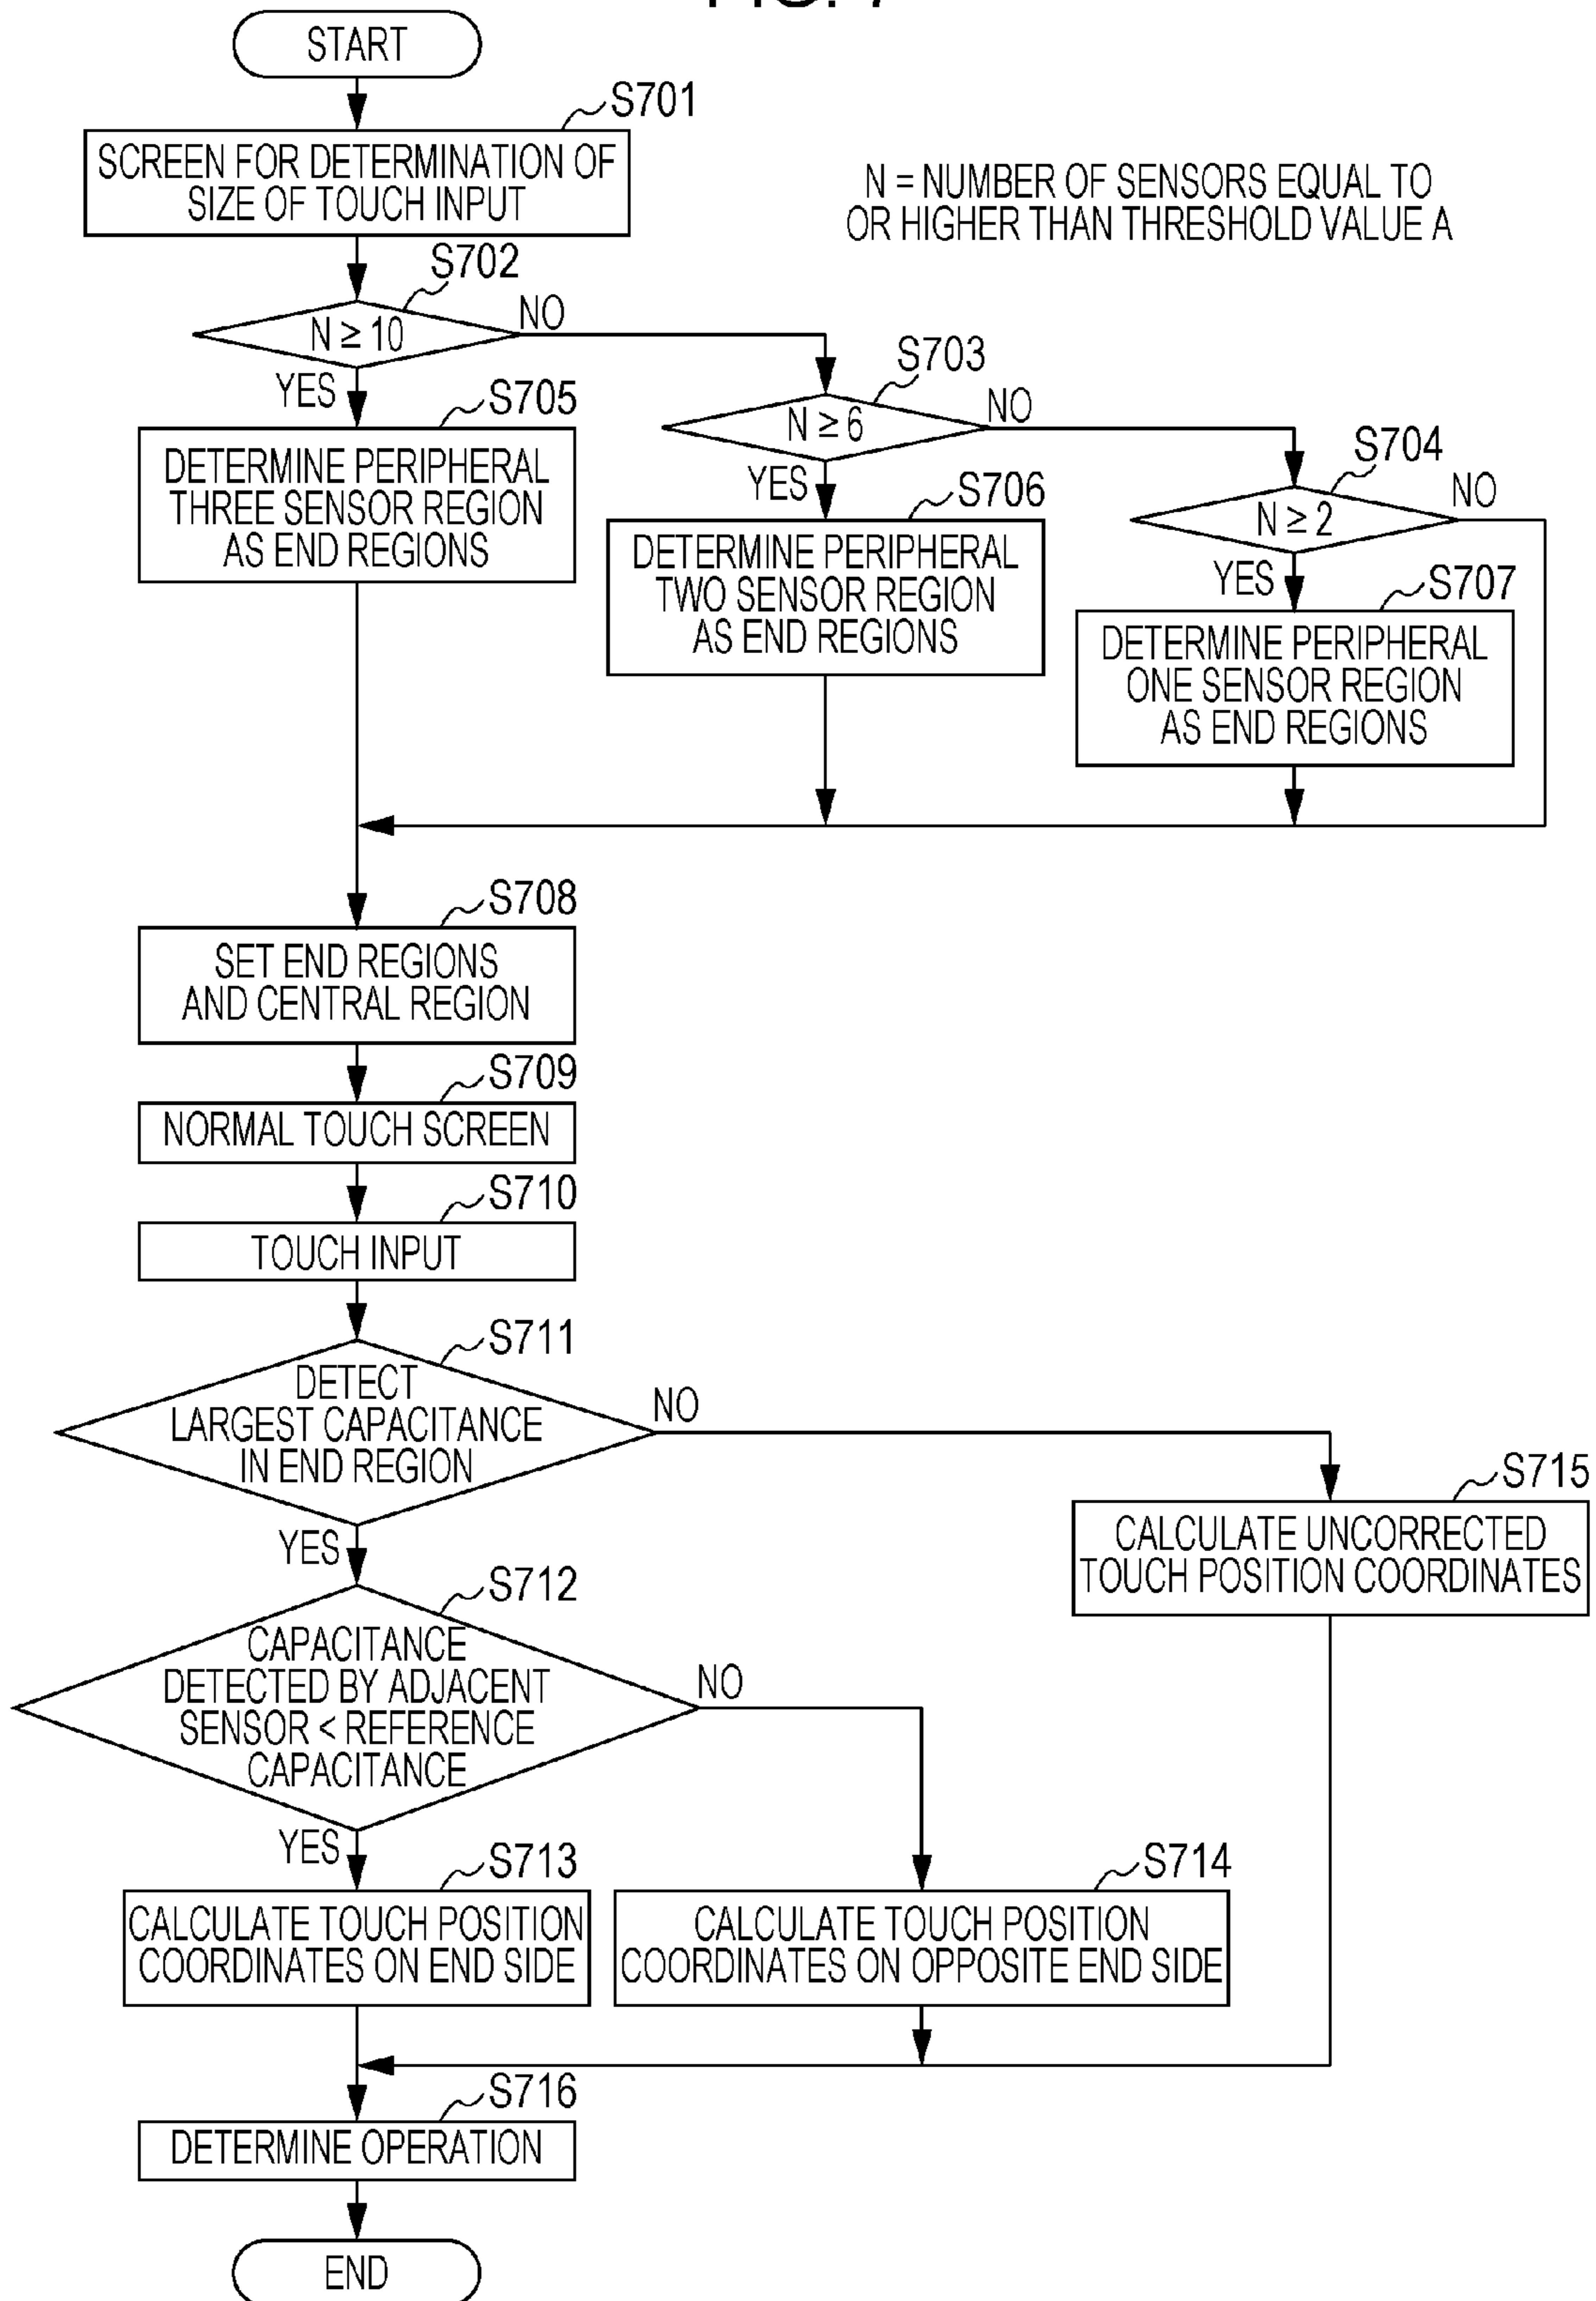 START
S701
SCREEN FOR DETERMINATION OF
SIZE OF TOUCH INPUT
N = NUMBER OF SENSORS EQUAL TO
OR HIGHER THAN THRESHOLD VALUE A
S702
N ≥ 10
NO
YES
S703
N ≥ 6
NO
YES
S704
N ≥ 2
NO
YES
S705
DETERMINE PERIPHERAL
THREE SENSOR REGION
AS END REGIONS
S706
DETERMINE PERIPHERAL
TWO SENSOR REGION
AS END REGIONS
S707
DETERMINE PERIPHERAL
ONE SENSOR REGION
AS END REGIONS
S708
SET END REGIONS
AND CENTRAL REGION
S709
NORMAL TOUCH SCREEN
S710
TOUCH INPUT
S711
DETECT
LARGEST CAPACITANCE
IN END REGION
NO
YES
S715
CALCULATE UNCORRECTED
TOUCH POSITION COORDINATES
S712
CAPACITANCE
DETECTED BY ADJACENT
SENSOR < REFERENCE
CAPACITANCE
NO
YES
S713
CALCULATE TOUCH POSITION
COORDINATES ON END SIDE
S714
CALCULATE TOUCH POSITION
COORDINATES ON OPPOSITE END SIDE
S716
DETERMINE OPERATION
END